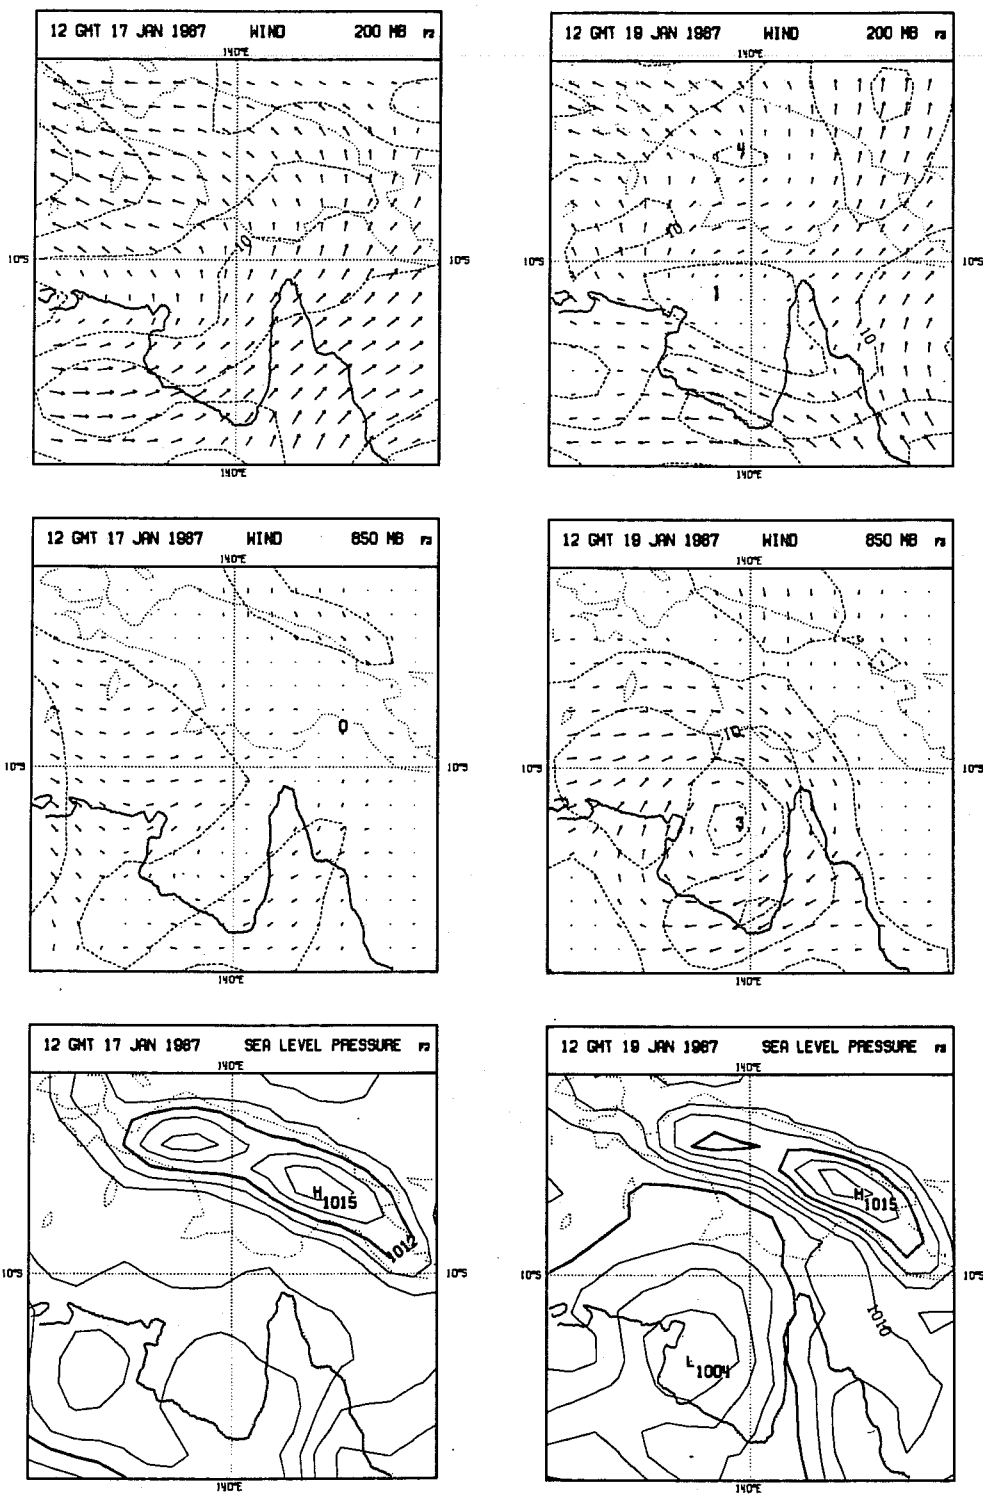 12 GMT 17 JAN 1987 WIND 200 MB
140°E
10°S
10
10°S
140°E
12 GMT 19 JAN 1987 WIND 200 MB
140°E
4
10
10°S
1
10
140°E
12 GMT 17 JAN 1987 WIND 850 MB
140°E
0
10°S
140°E
12 GMT 19 JAN 1987 WIND 850 MB
140°E
10
10°S
10°S
3
140°E
12 GMT 17 JAN 1987 SEA LEVEL PRESSURE
140°E
H 1015
1012
10°S
10°S
140°E
12 GMT 19 JAN 1987 SEA LEVEL PRESSURE
140°E
H 1015
10°S
1010
L 1004
140°E